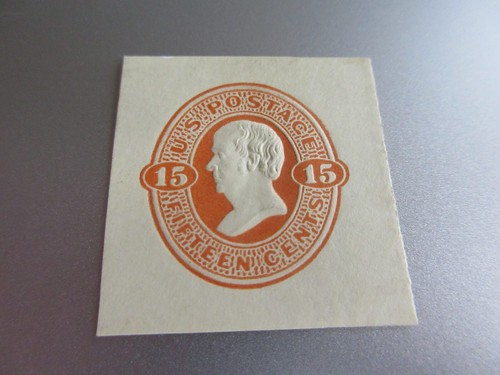 U.S. POSTAGE
15 15
FIFTEEN CENTS